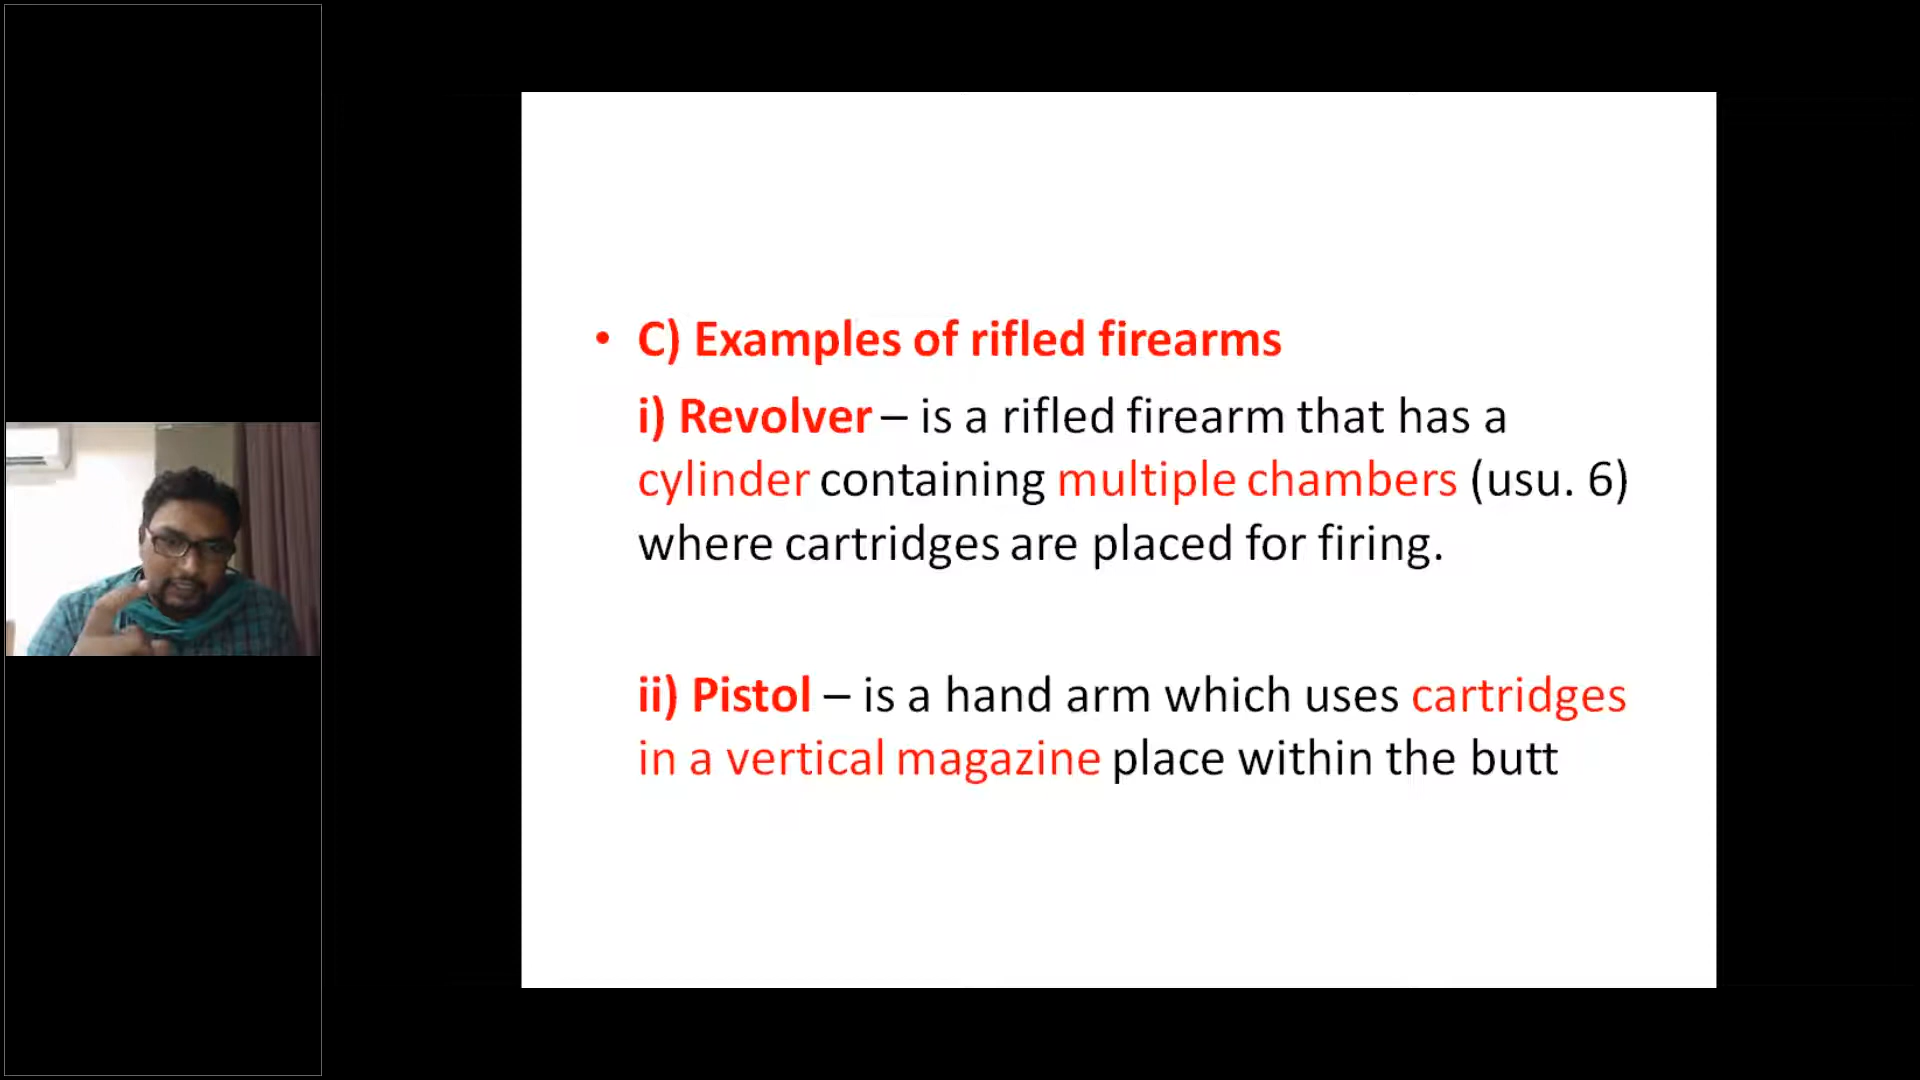 • C) Examples of rifled firearms
i) Revolver – is a rifled firearm that has a
cylinder containing multiple chambers (usu. 6)
where cartridges are placed for firing.
ii) Pistol – is a hand arm which uses cartridges
in a vertical magazine place within the butt